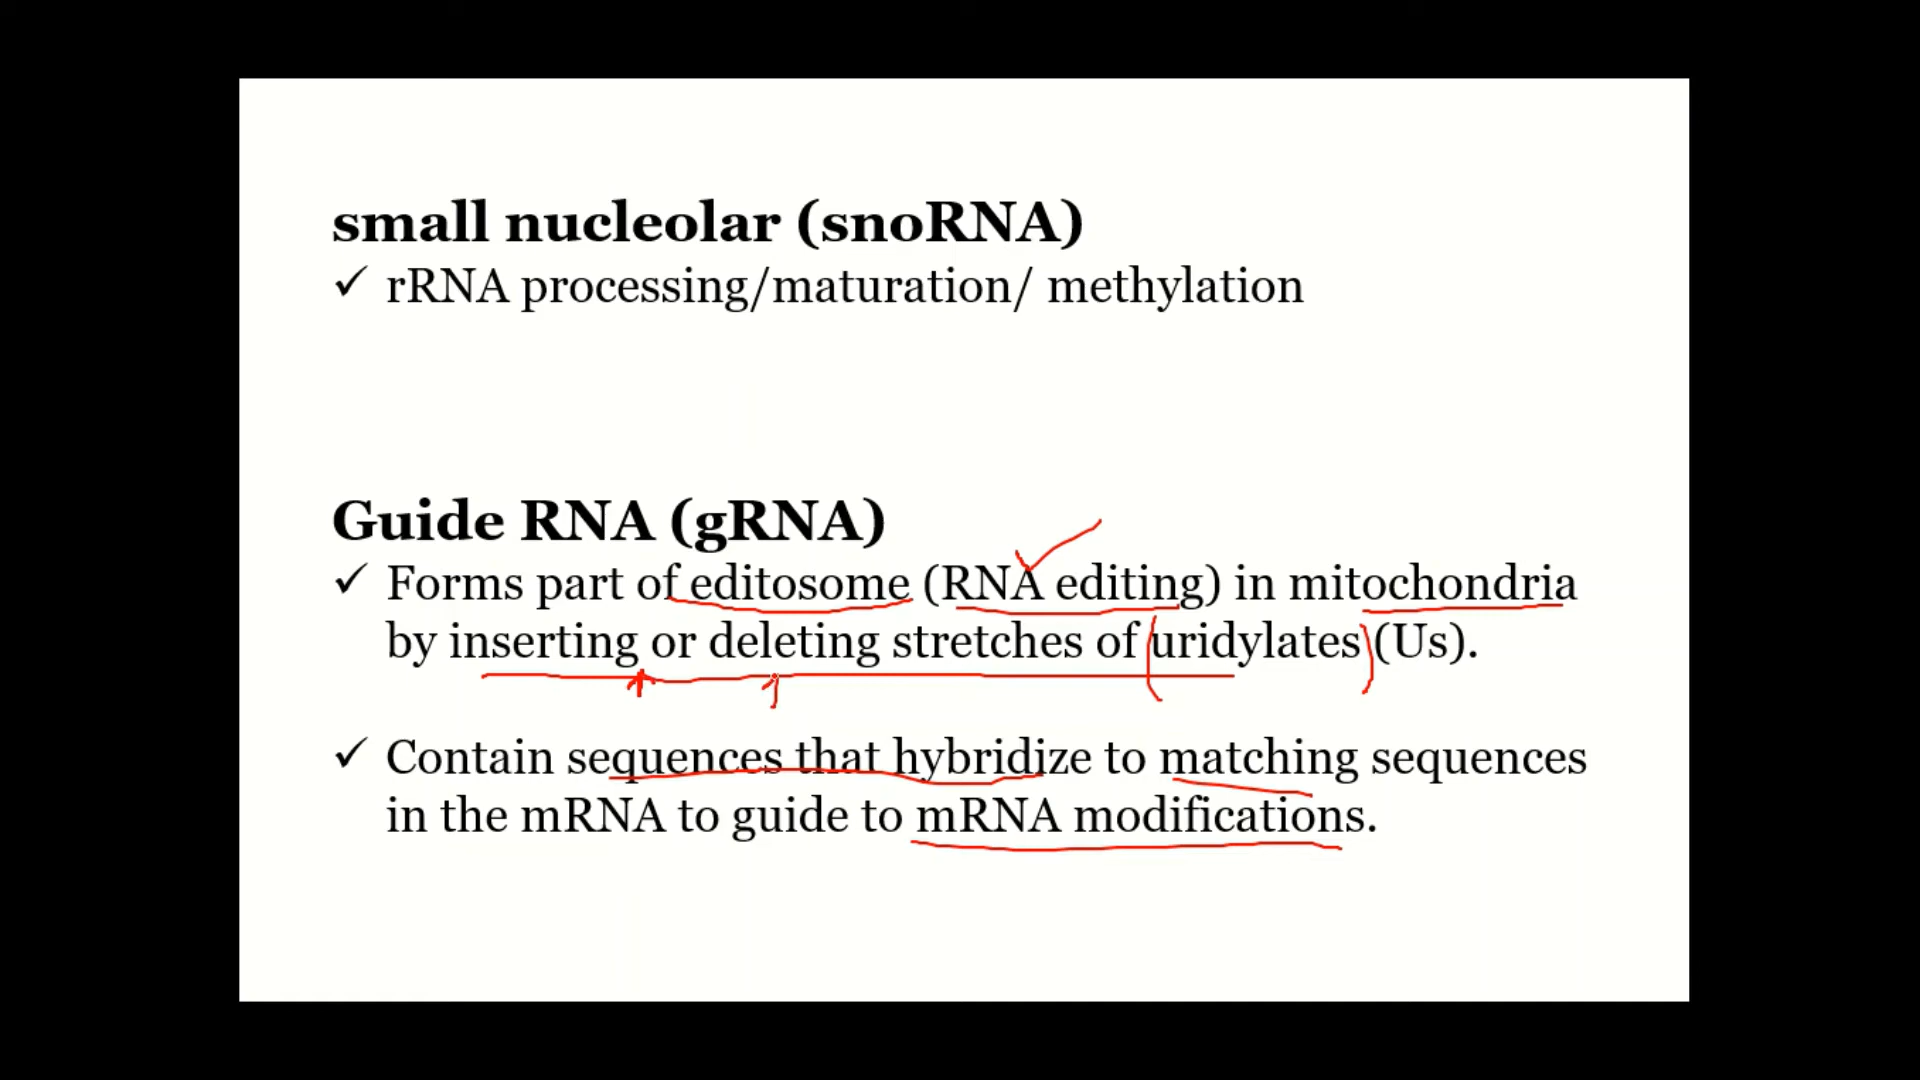 small nucleolar (snoRNA)
✓ rRNA processing/maturation/ methylation
Guide RNA (gRNA)
✓ Forms part of editosome (RNA editing) in mitochondria
by inserting or deleting stretches of uridylates (Us).
✓ Contain sequences that hybridize to matching sequences
in the mRNA to guide to mRNA modifications.